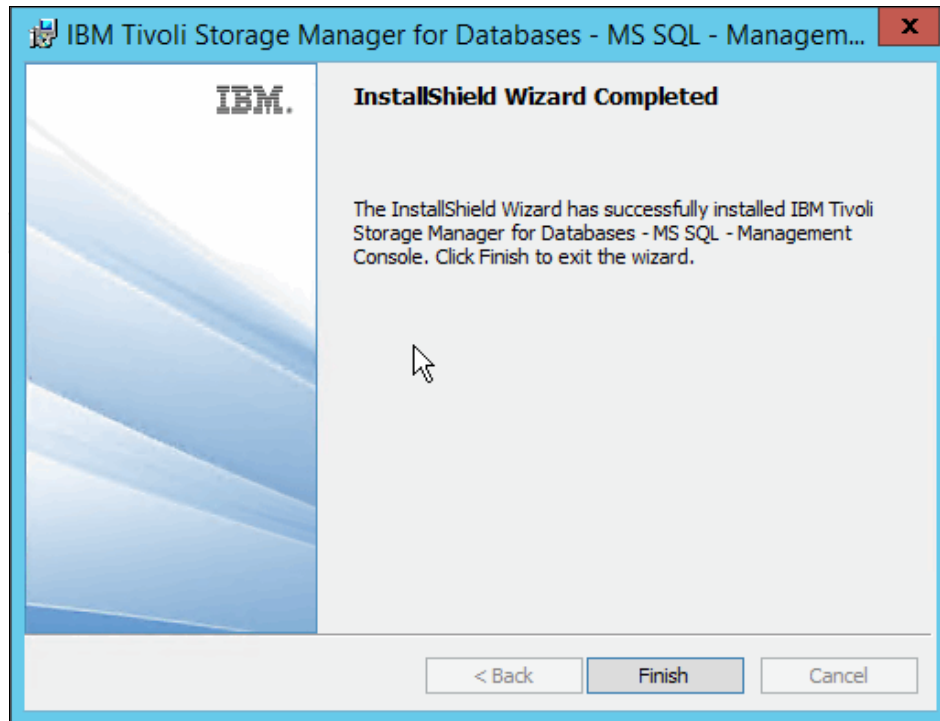 IBM Tivoli Storage Manager for Databases - MS SQL - Managem...
x
IBM.
InstallShield Wizard Completed
The InstallShield Wizard has successfully installed IBM Tivoli
Storage Manager for Databases - MS SQL - Management
Console. Click Finish to exit the wizard.
< Back
Finish
Cancel